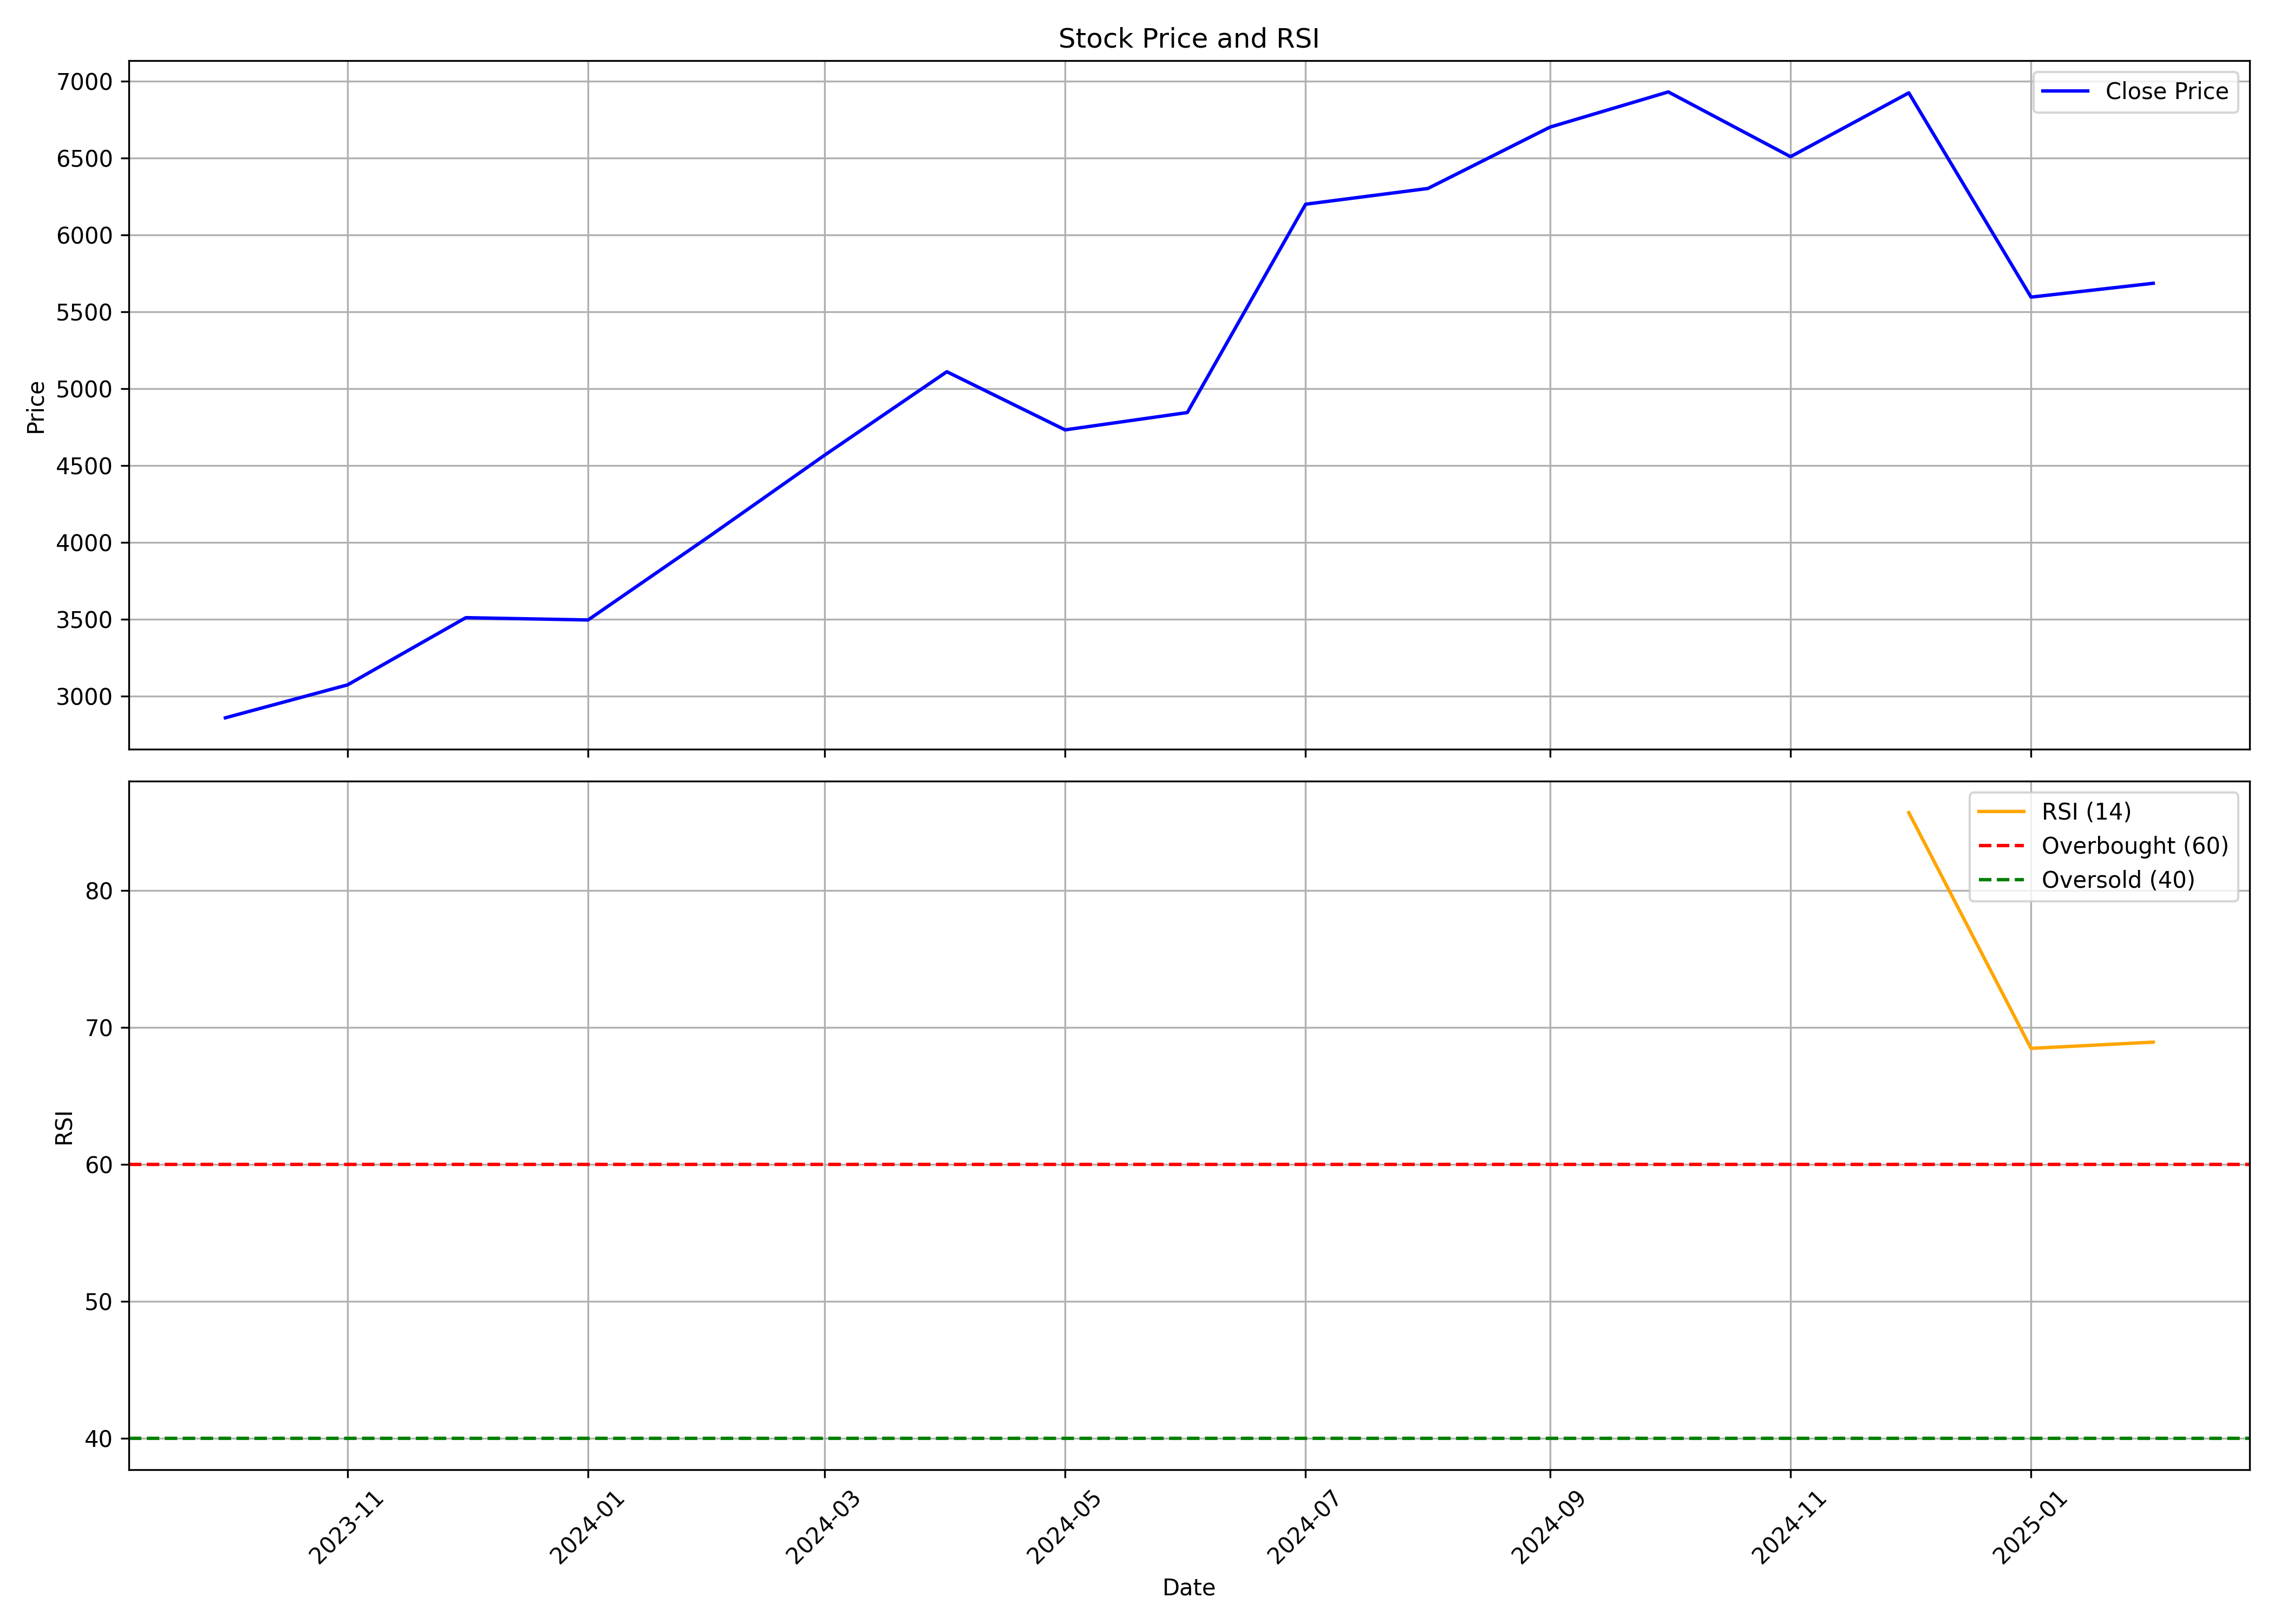 Stock Price and RSI
7000
6500
6000
5500
5000
4500
4000
3500
3000
Price
Close Price
80
70
60
50
40
RSI
RSI (14)
Overbought (60)
Oversold (40)
2023-11
2024-01
2024-03
2024-05
2024-07
2024-09
2024-11
2025-01
Date